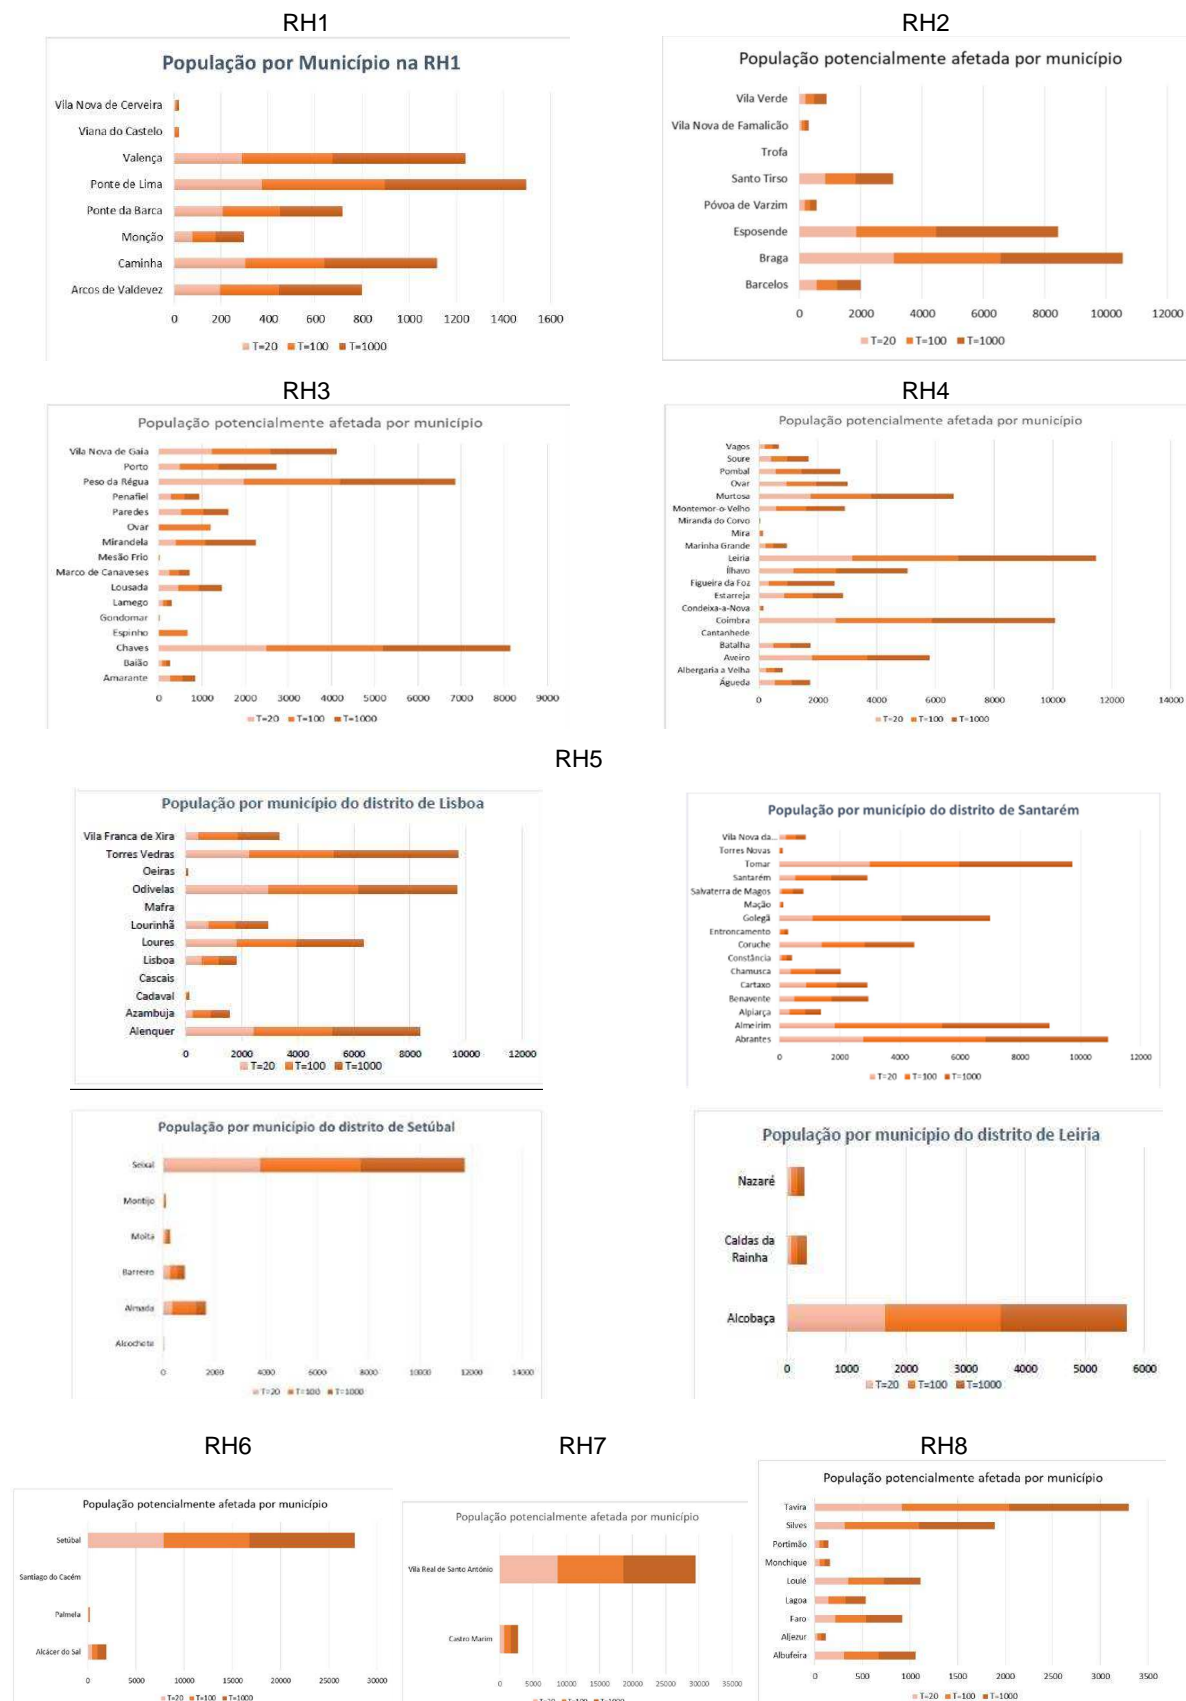 RH1
População por Município na RH1
Vila Nova de Cerveira
Viana do Castelo
Valença
Ponte de Lima
Ponte da Barca
Monção
Caminha
Arcos de Valdevez
0 200 400 600 800 1000 1200 1400 1600
T=20 T=100 T=1000
RH2
População potencialmente afetada por município
Vila Verde
Vila Nova de Famalicão
Trofa
Santo Tirso
Póvoa de Varzim
Esposende
Braga
Barcelos
0 2000 4000 6000 8000 10000 12000
T=20 T=100 T=1000
RH3
População potencialmente afetada por município
Vila Nova de Gaia
Porto
Peso da Régua
Penafiel
Paredes
Ovar
Mirandela
Mesão Frio
Marco de Canaveses
Lousada
Lamego
Gondomar
Espinho
Chaves
Baião
Amarante
0 1000 2000 3000 4000 5000 6000 7000 8000 9000
T=20 T=100 T=1000
RH4
População potencialmente afetada por município
Vagos
Soure
Pombal
Ovar
Murtosa
Montemor-o-Velho
Miranda do Corvo
Mira
Marinha Grande
Leiria
Ílhavo
Figueira da Foz
Estarreja
Condeixa-a-Nova
Coimbra
Cantanhede
Batalha
Aveiro
Albergaria a Velha
Águeda
0 2000 4000 6000 8000 10000 12000 14000
T=20 T=100 T=1000
RH5
População por município do distrito de Lisboa
Vila Franca de Xira
Torres Vedras
Oeiras
Odivelas
Mafra
Lourinhã
Loures
Lisboa
Cascais
Cadaval
Azambuja
Alenquer
0 2000 4000 6000 8000 10000 12000
T=20 T=100 T=1000
População por município do distrito de Santarém
Vila Nova da...
Torres Novas
Tomar
Santarém
Salvaterra de Magos
Mação
Golegã
Entroncamento
Coruche
Constância
Chamusca
Cartaxo
Benavente
Alpiarça
Almeirim
Abrantes
0 2000 4000 6000 8000 10000 12000
T=20 T=100 T=1000
População por município do distrito de Setúbal
Seixal
Montijo
Moita
Barreiro
Almada
Alcochete
0 2000 4000 6000 8000 10000 12000 14000
T=20 T=100 T=1000
População por município do distrito de Leiria
Nazaré
Caldas da
Rainha
Alcobaça
0 1000 2000 3000 4000 5000 6000
T=20 T=100 T=1000
RH6
População potencialmente afetada por município
Setúbal
Santiago do Cacém
Palmela
Alcácer do Sal
0 5000 10000 15000 20000 25000 30000
T=20 T=100 T=1000
RH7
População potencialmente afetada por município
Vila Real de Santo António
Castro Marim
0 5000 10000 15000 20000 25000 30000 35000
T=20 T=100 T=1000
RH8
População potencialmente afetada por município
Tavira
Silves
Portimão
Monchique
Loulé
Lagoa
Faro
Aljezur
Albufeira
0 500 1000 1500 2000 2500 3000 3500
T=20 T=100 T=1000